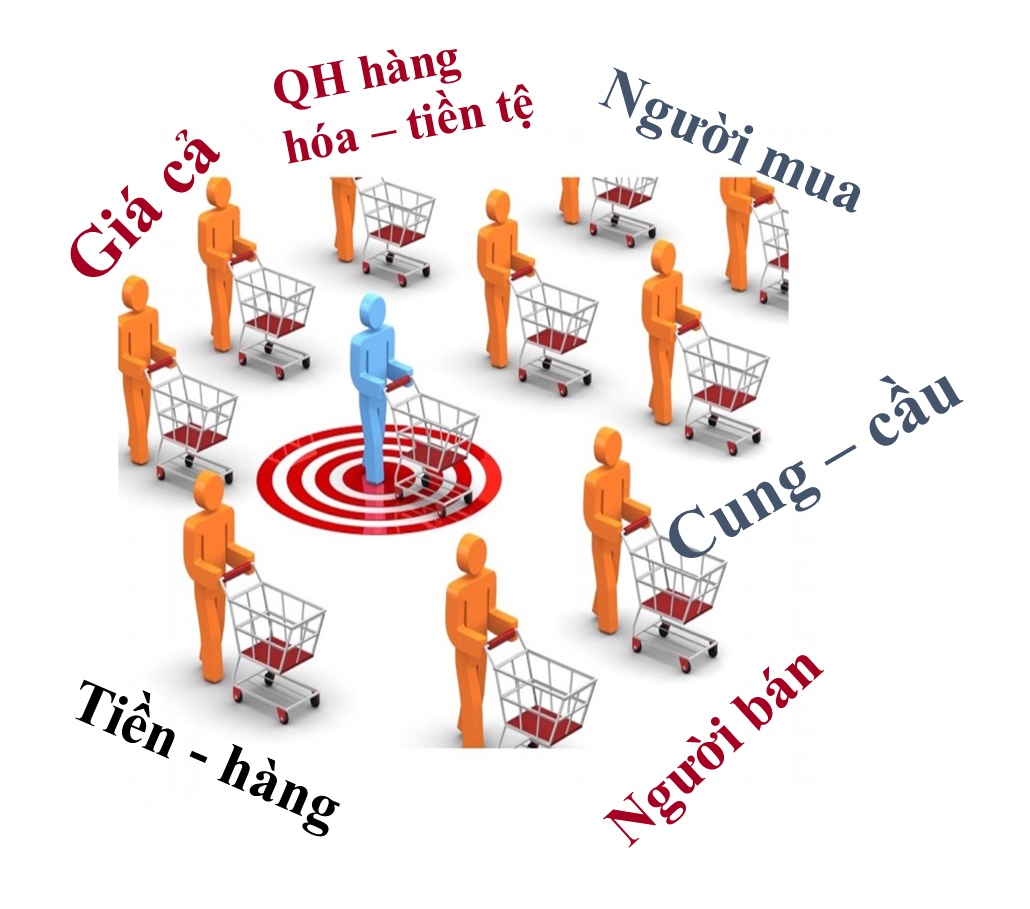 QH hàng
hóa – tiền tệ
Người mua
Giá cả
Cung – cầu
Tiền - hàng
Người bán